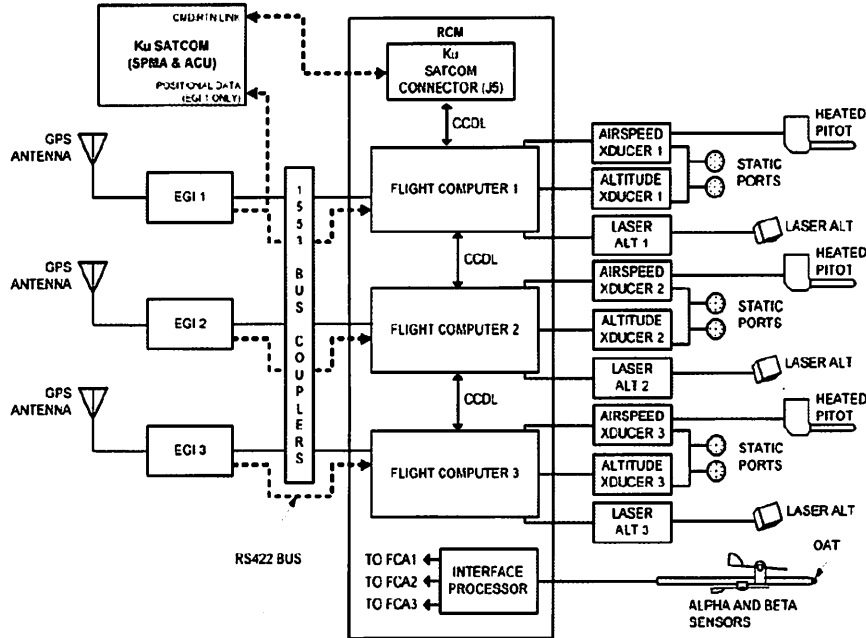 CMD/RTN LINK
Ku SATCOM
(SPMA & ACU)
POSITIONAL DATA
(EGI 1 ONLY)
RCM
Ku
SATCOM
CONNECTOR (J5)
CCDL
GPS
ANTENNA
EGI 1
1553 BUS COUPLERS
FLIGHT COMPUTER 1
AIRSPEED
XDUCER 1
ALTITUDE
XDUCER 1
LASER
ALT 1
HEATED
PITOT
STATIC
PORTS
LASER ALT
CCDL
GPS
ANTENNA
EGI 2
FLIGHT COMPUTER 2
AIRSPEED
XDUCER 2
ALTITUDE
XDUCER 2
LASER
ALT 2
HEATED
PITOT
STATIC
PORTS
LASER ALT
CCDL
GPS
ANTENNA
EGI 3
FLIGHT COMPUTER 3
AIRSPEED
XDUCER 3
ALTITUDE
XDUCER 3
LASER
ALT 3
HEATED
PITOT
STATIC
PORTS
LASER ALT
RS422 BUS
TO FCA1
TO FCA2
TO FCA3
INTERFACE
PROCESSOR
OAT
ALPHA AND BETA
SENSORS